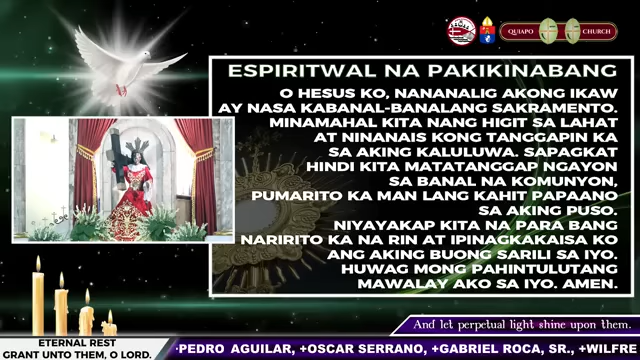 QUIAPO CHURCH
ESPIRITWAL NA PAKIKINABANG
O HESUS KO, NANANALIG AKONG IKAW
AY NASA KABANAL-BANALANG SAKRAMENTO.
MINAMAHAL KITA NANG HIGIT SA LAHAT
AT NINANAIS KONG TANGGAPIN KA
SA AKING KALULUWA. SAPAGKAT
HINDI KITA MATATANGGAP NGAYON
SA BANAL NA KOMUNYON,
PUMARITO KA MAN LANG KAHIT PAPAANO
SA AKING PUSO.
NIYAYAKAP KITA NA PARA BANG
NARIRITO KA NA RIN AT IPINAGKAKAISA KO
ANG AKING BUONG SARILI SA IYO.
HUWAG MONG PAHINTULUTANG
MAWALAY AKO SA IYO. AMEN.
And let perpetual light shine upon them.
ETERNAL REST
GRANT UNTO THEM, O LORD.
PEDRO AGUILAR, +OSCAR SERRANO, +GABRIEL ROCA, SR., +WILFRE